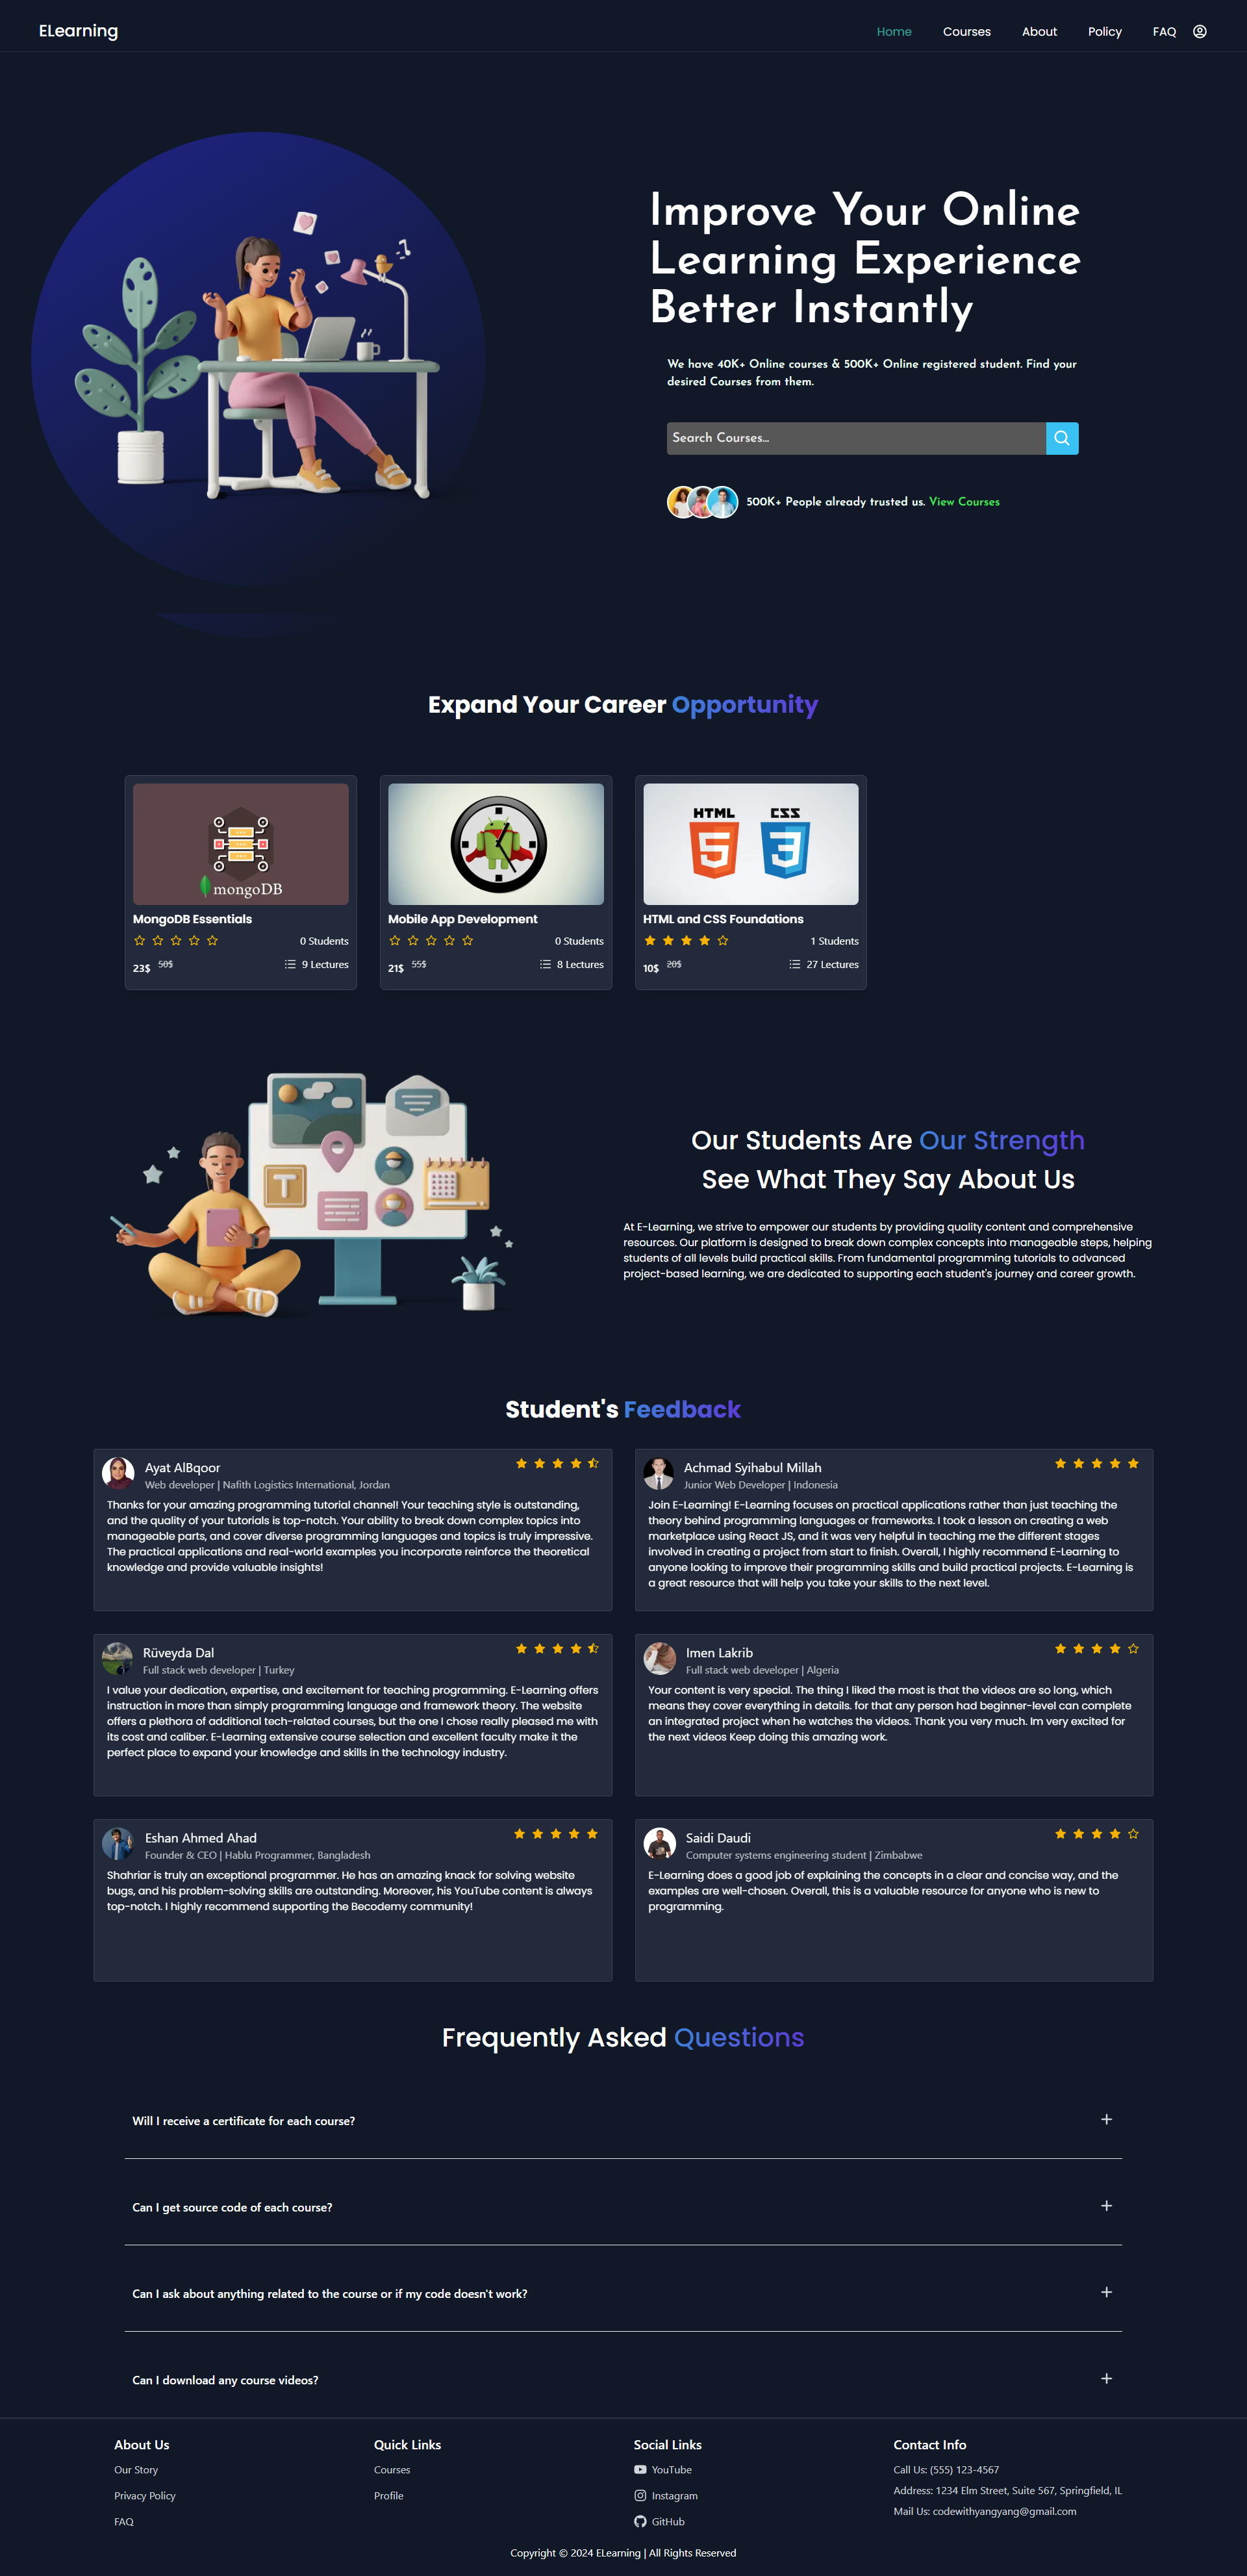 ELearning
Home
Courses
About
Policy
FAQ
Improve Your Online
Learning Experience
Better Instantly
We have 40K+ Online courses & 500K+ Online registered student. Find your
desired Courses from them.
Search Courses...
500K+ People already trusted us. View Courses
Expand Your Career Opportunity
mongoDB
MongoDB Essentials
0 Students
23$ 50$
9 Lectures
Mobile App Development
0 Students
21$ 55$
8 Lectures
HTML CSS
5 3
HTML and CSS Foundations
1 Students
10$ 20$
27 Lectures
T
Our Students Are Our Strength
See What They Say About Us
At E-Learning, we strive to empower our students by providing quality content and comprehensive
resources. Our platform is designed to break down complex concepts into manageable steps, helping
students of all levels build practical skills. From fundamental programming tutorials to advanced
project-based learning, we are dedicated to supporting each student's journey and career growth.
Student's Feedback
Ayat AlBqoor
Web developer | Nafith Logistics International, Jordan
Thanks for your amazing programming tutorial channel! Your teaching style is outstanding,
and the quality of your tutorials is top-notch. Your ability to break down complex topics into
manageable parts, and cover diverse programming languages and topics is truly impressive.
The practical applications and real-world examples you incorporate reinforce the theoretical
knowledge and provide valuable insights!
Achmad Syihabul Millah
Junior Web Developer | Indonesia
Join E-Learning! E-Learning focuses on practical applications rather than just teaching the
theory behind programming languages or frameworks. I took a lesson on creating a web
marketplace using React JS, and it was very helpful in teaching me the different stages
involved in creating a project from start to finish. Overall, I highly recommend E-Learning to
anyone looking to improve their programming skills and build practical projects. E-Learning is
a great resource that will help you take your skills to the next level.
Rüveyda Dal
Full stack web developer | Turkey
I value your dedication, expertise, and excitement for teaching programming. E-Learning offers
instruction in more than simply programming language and framework theory. The website
offers a plethora of additional tech-related courses, but the one I chose really pleased me with
its cost and caliber. E-Learning extensive course selection and excellent faculty make it the
perfect place to expand your knowledge and skills in the technology industry.
Imen Lakrib
Full stack web developer | Algeria
Your content is very special. The thing I liked the most is that the videos are so long, which
means they cover everything in details. for that any person had beginner-level can complete
an integrated project when he watches the videos. Thank you very much. Im very excited for
the next videos Keep doing this amazing work.
Eshan Ahmed Ahad
Founder & CEO | Hablu Programmer, Bangladesh
Shahriar is truly an exceptional programmer. He has an amazing knack for solving website
bugs, and his problem-solving skills are outstanding. Moreover, his YouTube content is always
top-notch. I highly recommend supporting the Becodemy community!
Saidi Daudi
Computer systems engineering student | Zimbabwe
E-Learning does a good job of explaining the concepts in a clear and concise way, and the
examples are well-chosen. Overall, this is a valuable resource for anyone who is new to
programming.
Frequently Asked Questions
Will I receive a certificate for each course?
Can I get source code of each course?
Can I ask about anything related to the course or if my code doesn't work?
Can I download any course videos?
About Us
Our Story
Privacy Policy
FAQ
Quick Links
Courses
Profile
Social Links
YouTube
Instagram
GitHub
Contact Info
Call Us: (555) 123-4567
Address: 1234 Elm Street, Suite 567, Springfield, IL
Mail Us: codewithyangyang@gmail.com
Copyright © 2024 ELearning | All Rights Reserved